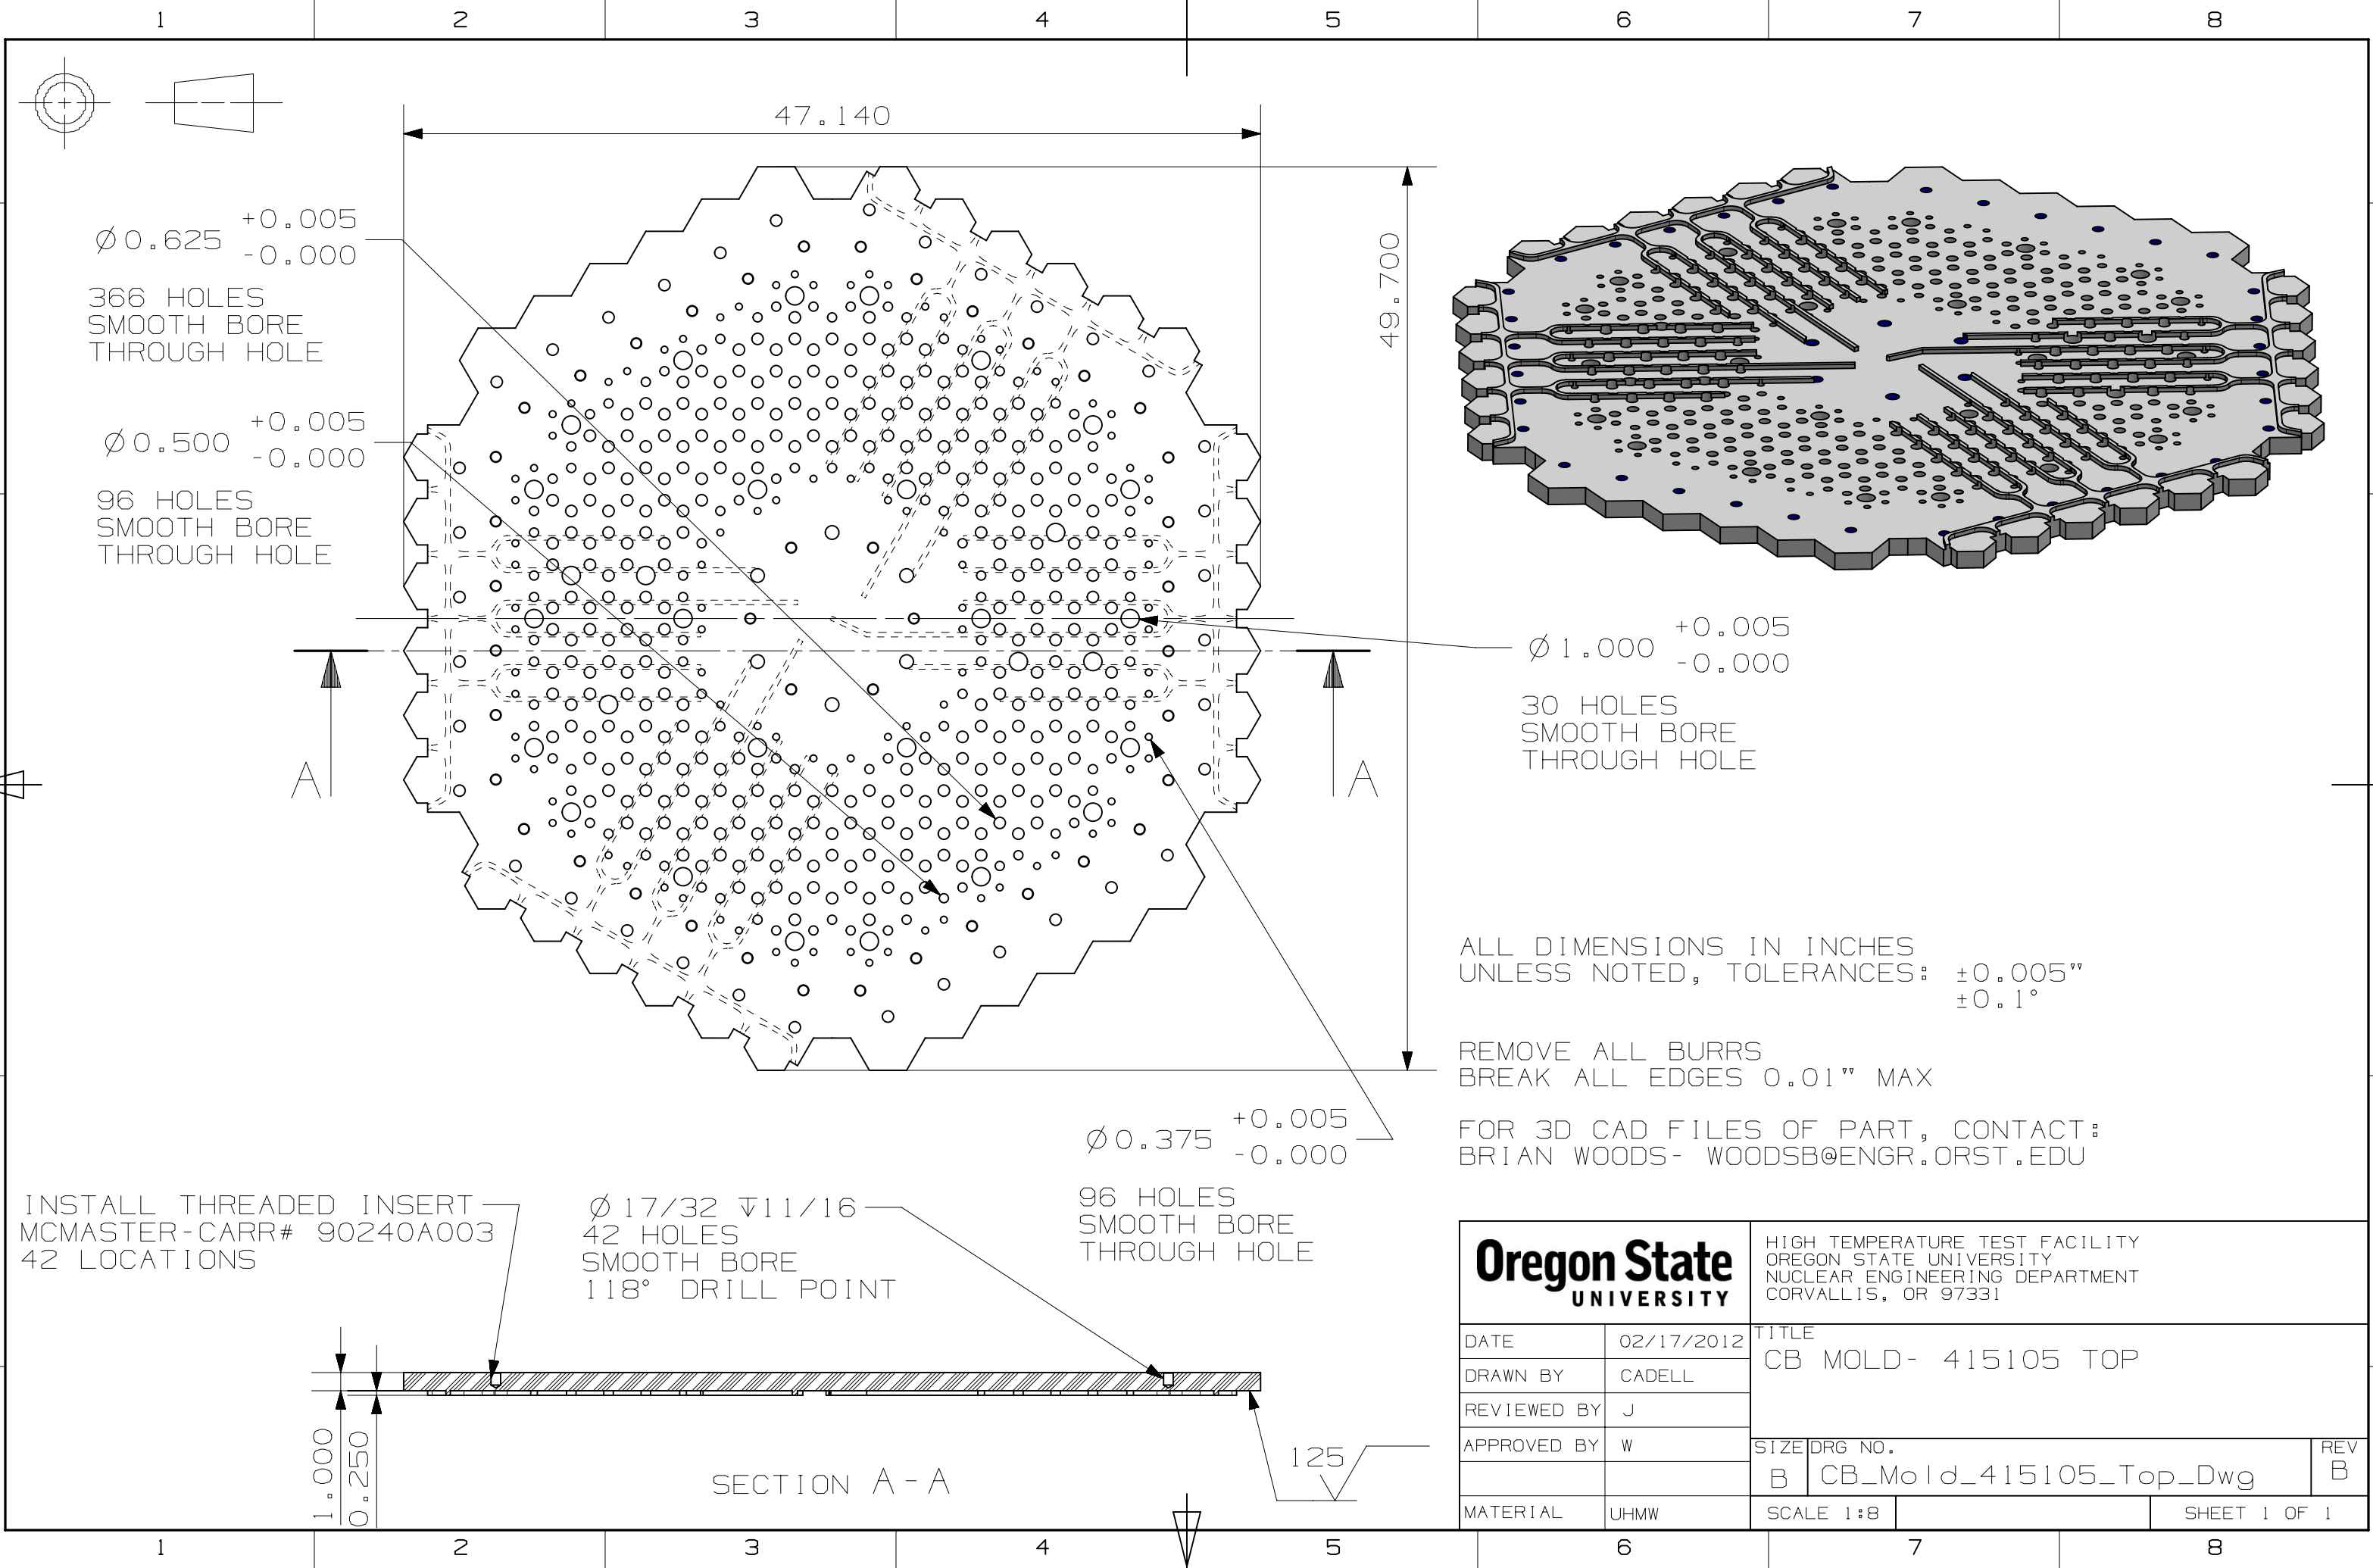 1 2 3 4 5 6 7 8
47.140
49.700
Ø0.625 +0.005
-0.000
366 HOLES
SMOOTH BORE
THROUGH HOLE
Ø0.500 +0.005
-0.000
96 HOLES
SMOOTH BORE
THROUGH HOLE
Ø1.000 +0.005
-0.000
30 HOLES
SMOOTH BORE
THROUGH HOLE
A A
ALL DIMENSIONS IN INCHES
UNLESS NOTED, TOLERANCES: ±0.005"
±0.1°
REMOVE ALL BURRS
BREAK ALL EDGES 0.01" MAX
FOR 3D CAD FILES OF PART, CONTACT:
BRIAN WOODS- WOODSB@ENGR.ORST.EDU
Ø0.375 +0.005
-0.000
96 HOLES
SMOOTH BORE
THROUGH HOLE
INSTALL THREADED INSERT
MCMASTER-CARR# 90240A003
42 LOCATIONS
Ø17/32 ↧11/16
42 HOLES
SMOOTH BORE
118° DRILL POINT
1.000
0.250
125
SECTION A-A
Oregon State
UNIVERSITY
HIGH TEMPERATURE TEST FACILITY
OREGON STATE UNIVERSITY
NUCLEAR ENGINEERING DEPARTMENT
CORVALLIS, OR 97331
DATE 02/17/2012
DRAWN BY CADELL
REVIEWED BY J
APPROVED BY W
MATERIAL UHMW
TITLE
CB MOLD- 415105 TOP
SIZE
B
DRG NO.
CB_Mold_415105_Top_Dwg
REV
B
SCALE 1:8
SHEET 1 OF 1
1 2 3 4 5 6 7 8